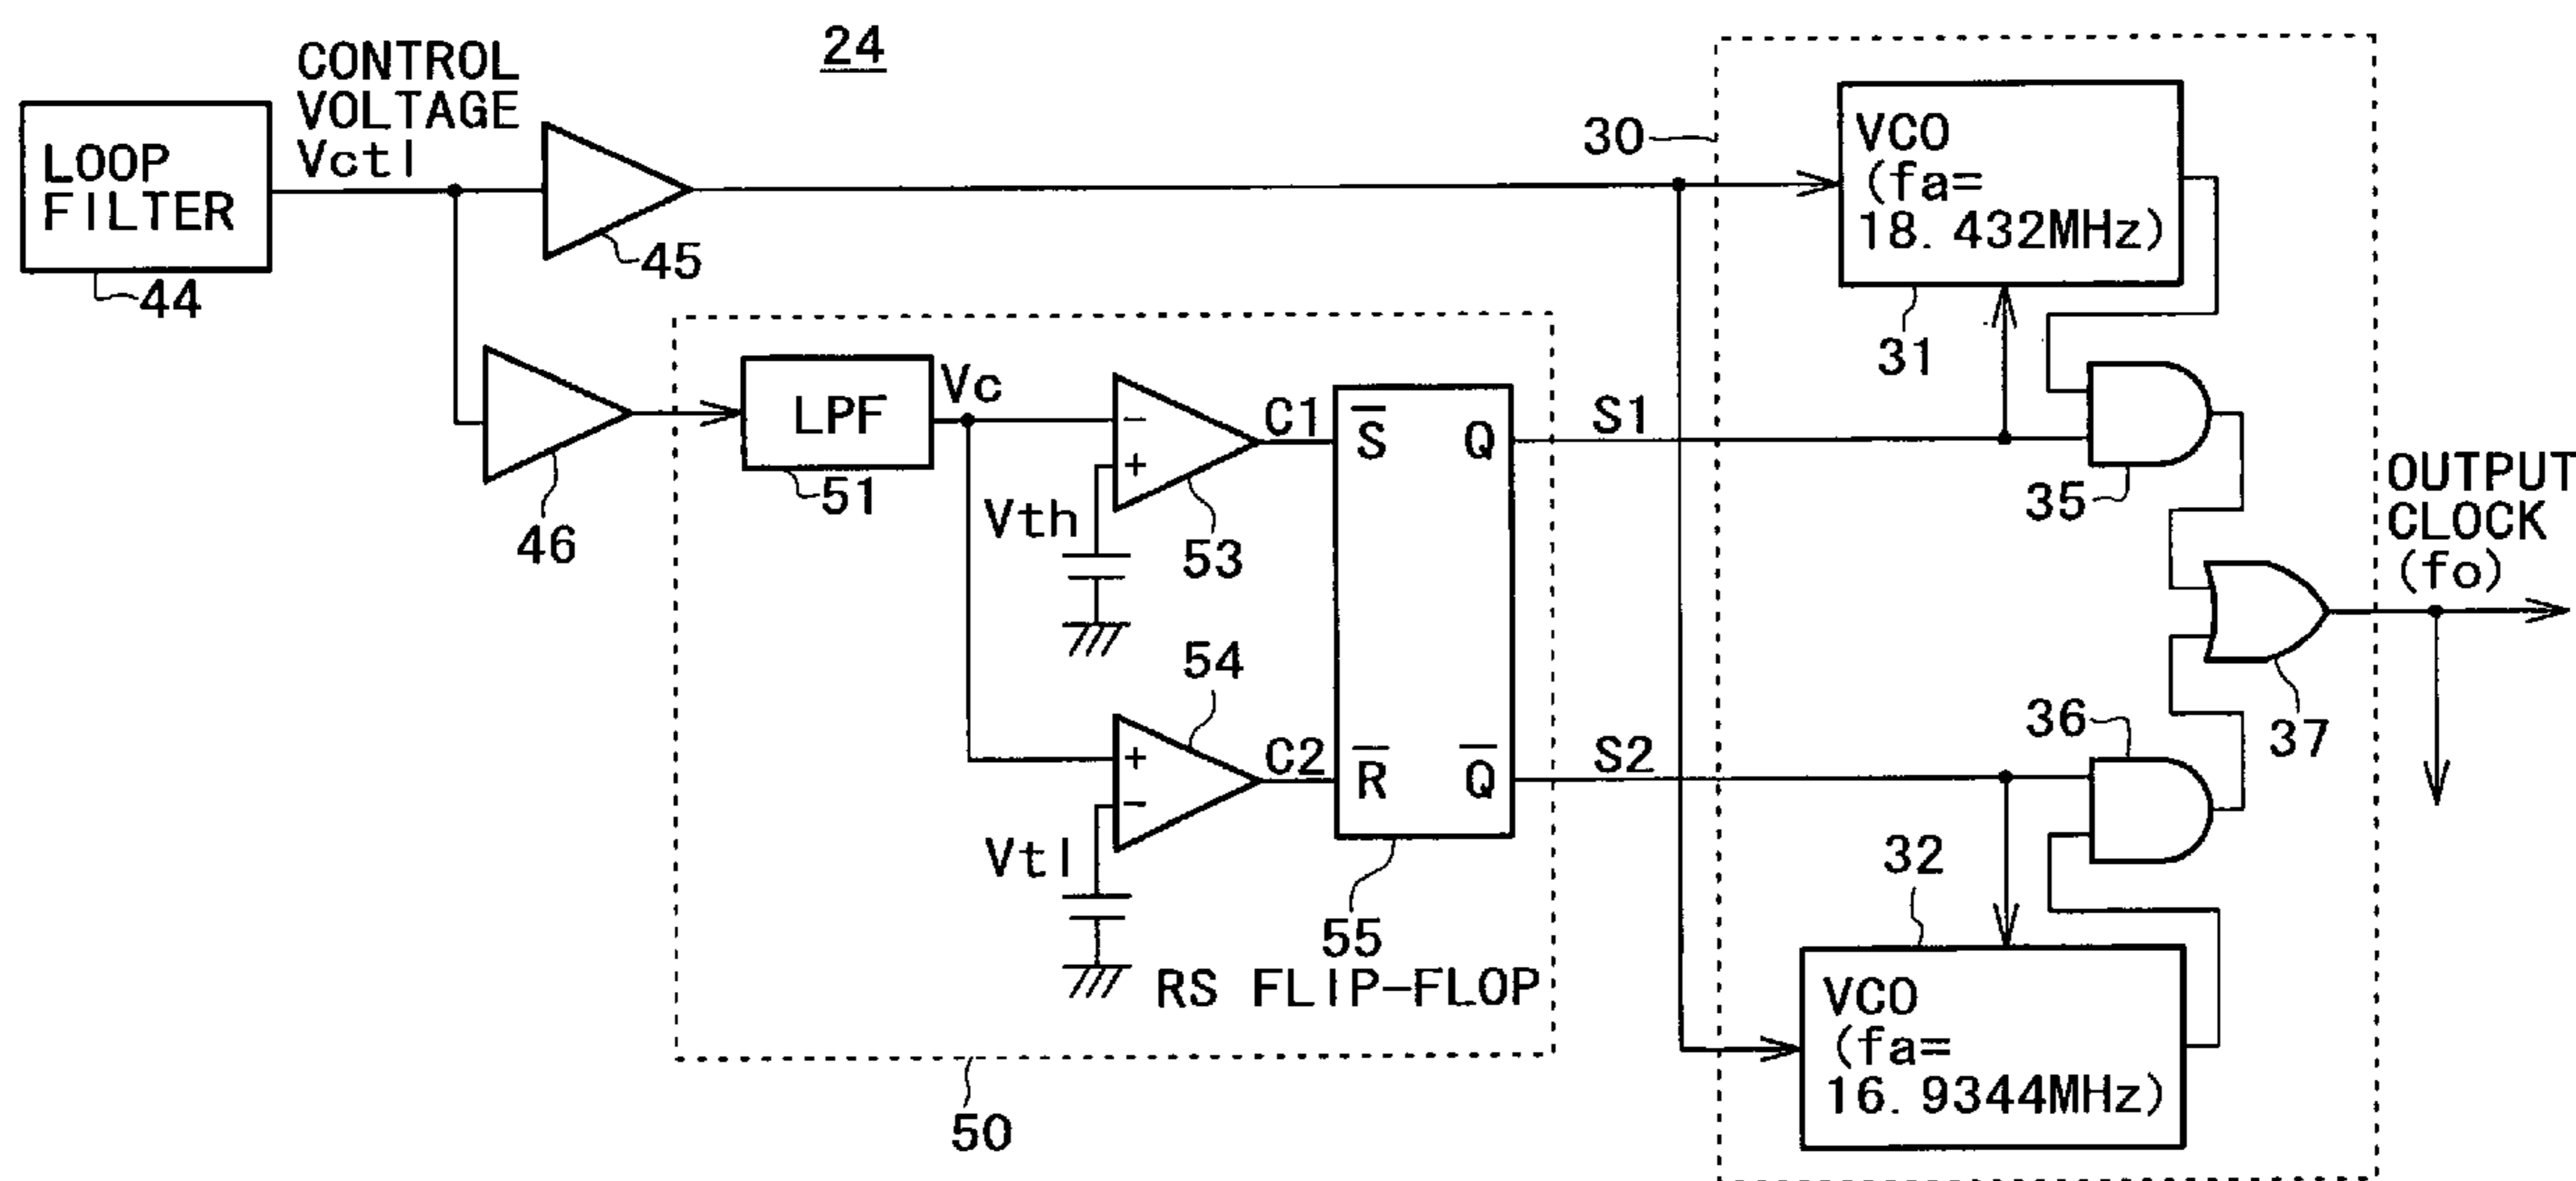 24
CONTROL
VOLTAGE
Vctl
LOOP
FILTER
44
45
46
30
VCO
(fa=
18.432MHz)
31
LPF
51
Vc
−
+
Vth
53
C1
S̅
Q
S1
35
54
+
−
Vtl
C2
R̅
Q̅
S2
36
37
OUTPUT
CLOCK
(fo)
55
RS FLIP-FLOP
50
32
VCO
(fa=
16.9344MHz)